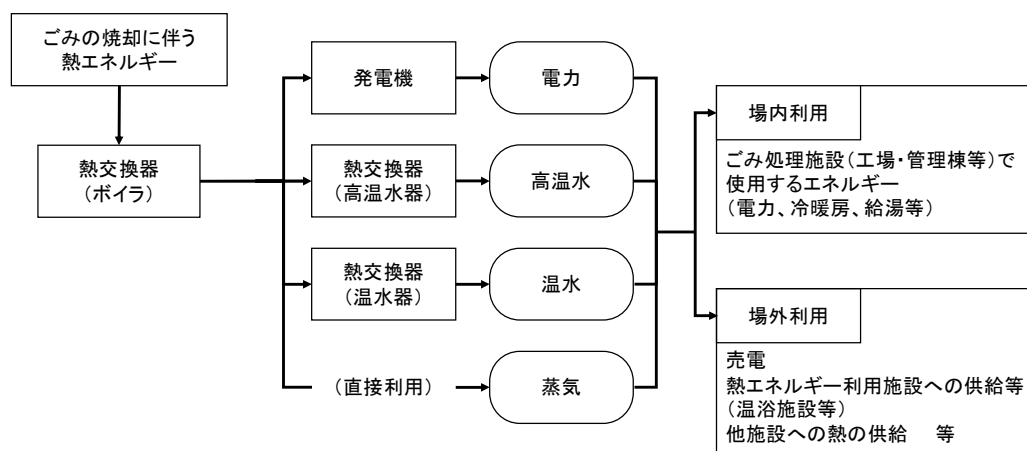 ごみの焼却に伴う
熱エネルギー
熱交換器
（ボイラ）
発電機
電力
熱交換器
（高温水器）
高温水
熱交換器
（温水器）
温水
（直接利用）
蒸気
場内利用
ごみ処理施設（工場・管理棟等）で
使用するエネルギー
（電力、冷暖房、給湯等）
場外利用
売電
熱エネルギー利用施設への供給等
（温浴施設等）
他施設への熱の供給　等